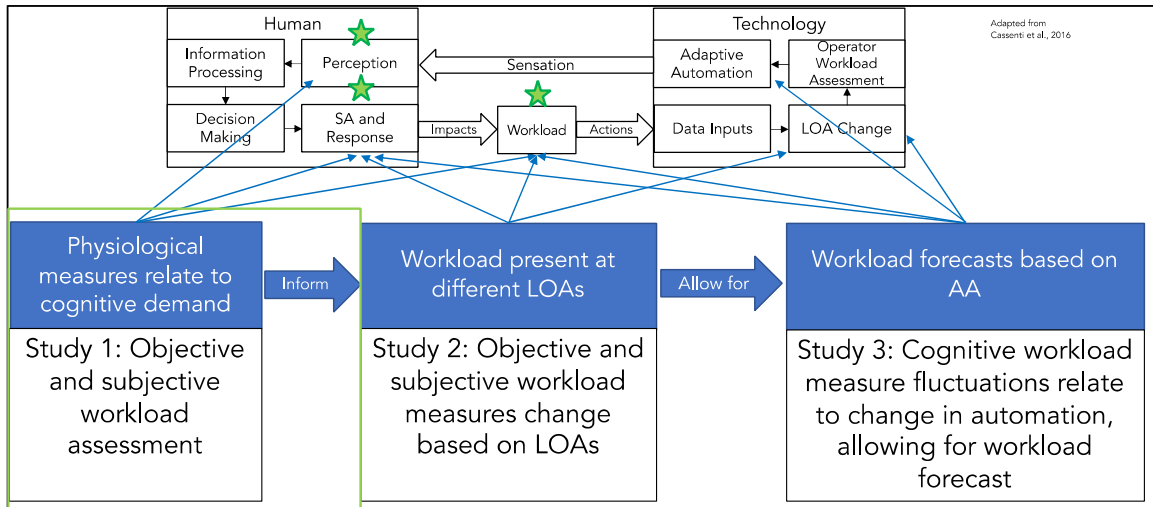 Human
Technology
Adapted from
Cassenti et al., 2016
Information
Processing
Perception
Sensation
Adaptive
Automation
Operator
Workload
Assessment
Decision
Making
SA and
Response
Impacts
Workload
Actions
Data Inputs
LOA Change
Physiological
measures relate to
cognitive demand
Inform
Workload present at
different LOAs
Allow for
Workload forecasts based on
AA
Study 1: Objective
and subjective
workload
assessment
Study 2: Objective and
subjective workload
measures change
based on LOAs
Study 3: Cognitive workload
measure fluctuations relate
to change in automation,
allowing for workload
forecast